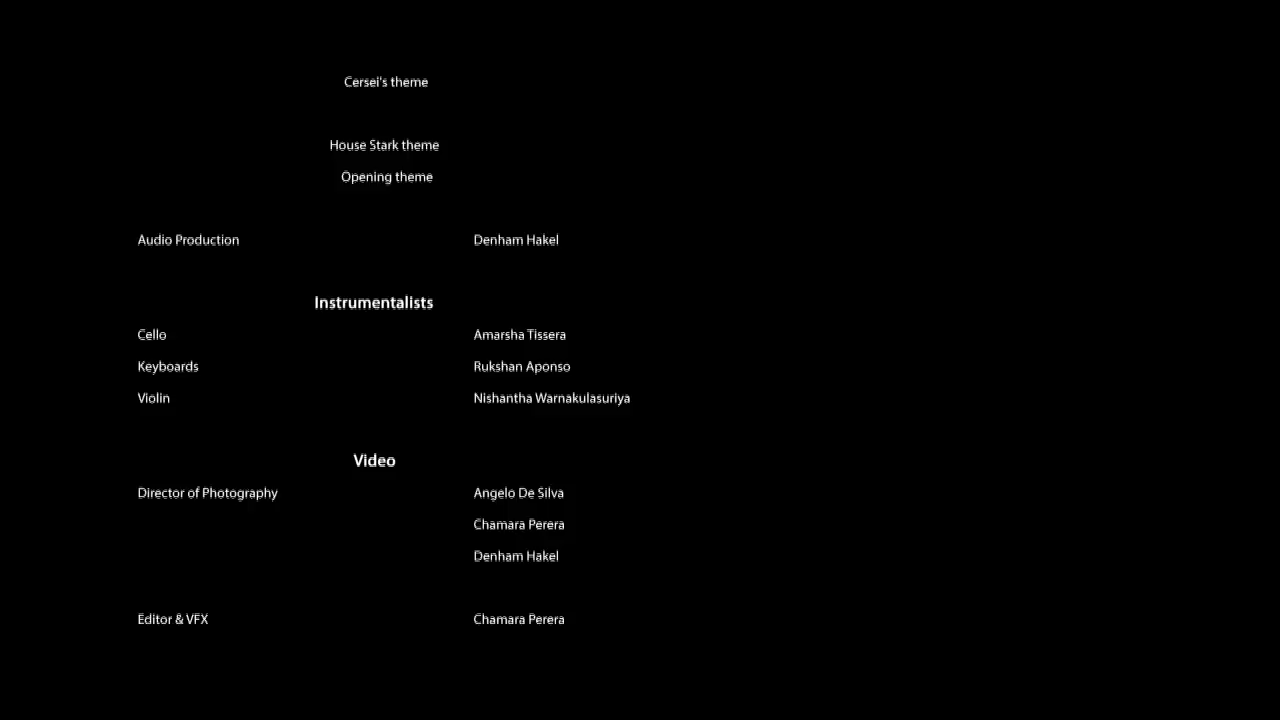 Cersei's theme
House Stark theme
Opening theme
Audio Production Denham Hakel
Instrumentalists
Cello Amarsha Tissera
Keyboards Rukshan Aponso
Violin Nishantha Warnakulasuriya
Video
Director of Photography Angelo De Silva
Chamara Perera
Denham Hakel
Editor & VFX Chamara Perera